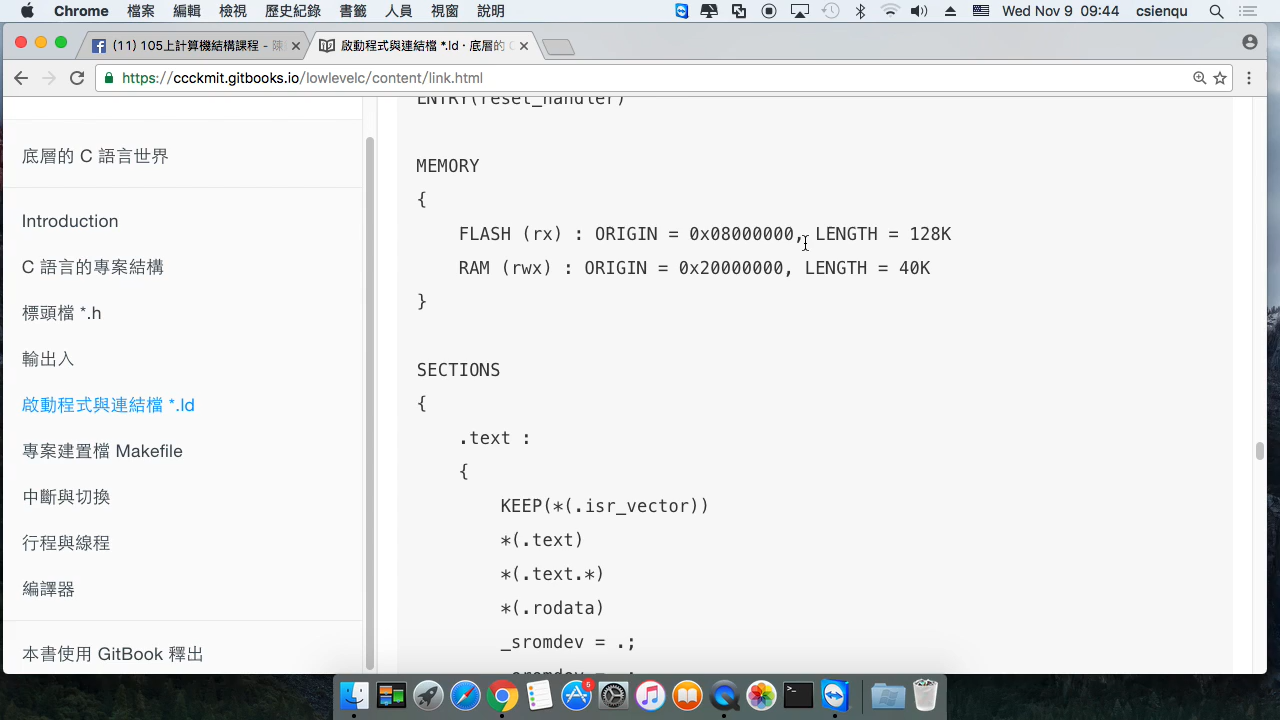 Chrome 檔案 編輯 檢視 歷史紀錄 書籤 人員 視窗 說明 Wed Nov 9 09:44 csienqu
(11) 105上計算機結構課程 - 陳
啟動程式與連結檔 *.ld · 底層的 C
https://ccckmit.gitbooks.io/lowlevelc/content/link.html
底層的 C 語言世界
Introduction
C 語言的專案結構
標頭檔 *.h
輸出入
啟動程式與連結檔 *.ld
專案建置檔 Makefile
中斷與切換
行程與線程
編譯器
本書使用 GitBook 釋出
ENTRY(reset_handler)
MEMORY
{
FLASH (rx) : ORIGIN = 0x08000000, LENGTH = 128K
RAM (rwx) : ORIGIN = 0x20000000, LENGTH = 40K
}
SECTIONS
{
.text :
{
KEEP(*(.isr_vector))
*(.text)
*(.text.*)
*(.rodata)
_sromdev = .;
6